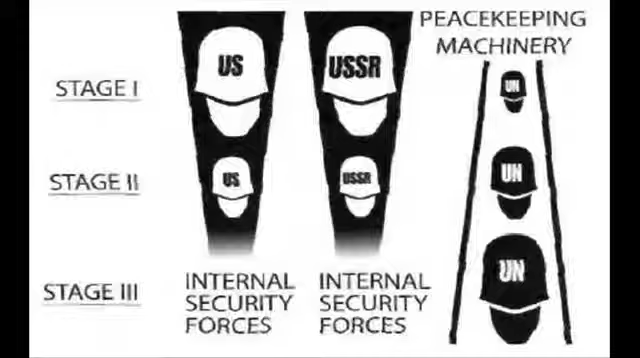 PEACEKEEPING
MACHINERY
STAGE I
US
USSR
UN
STAGE II
US
USSR
UN
STAGE III
INTERNAL
SECURITY
FORCES
INTERNAL
SECURITY
FORCES
UN